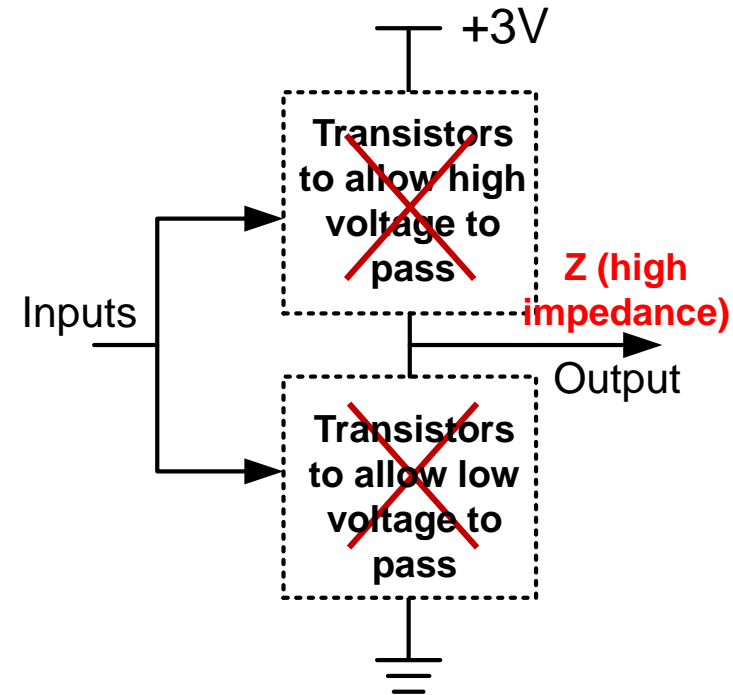 +3V
Transistors
to allow high
voltage to
pass
Z (high
impedance)
Inputs
Output
Transistors
to allow low
voltage to
pass